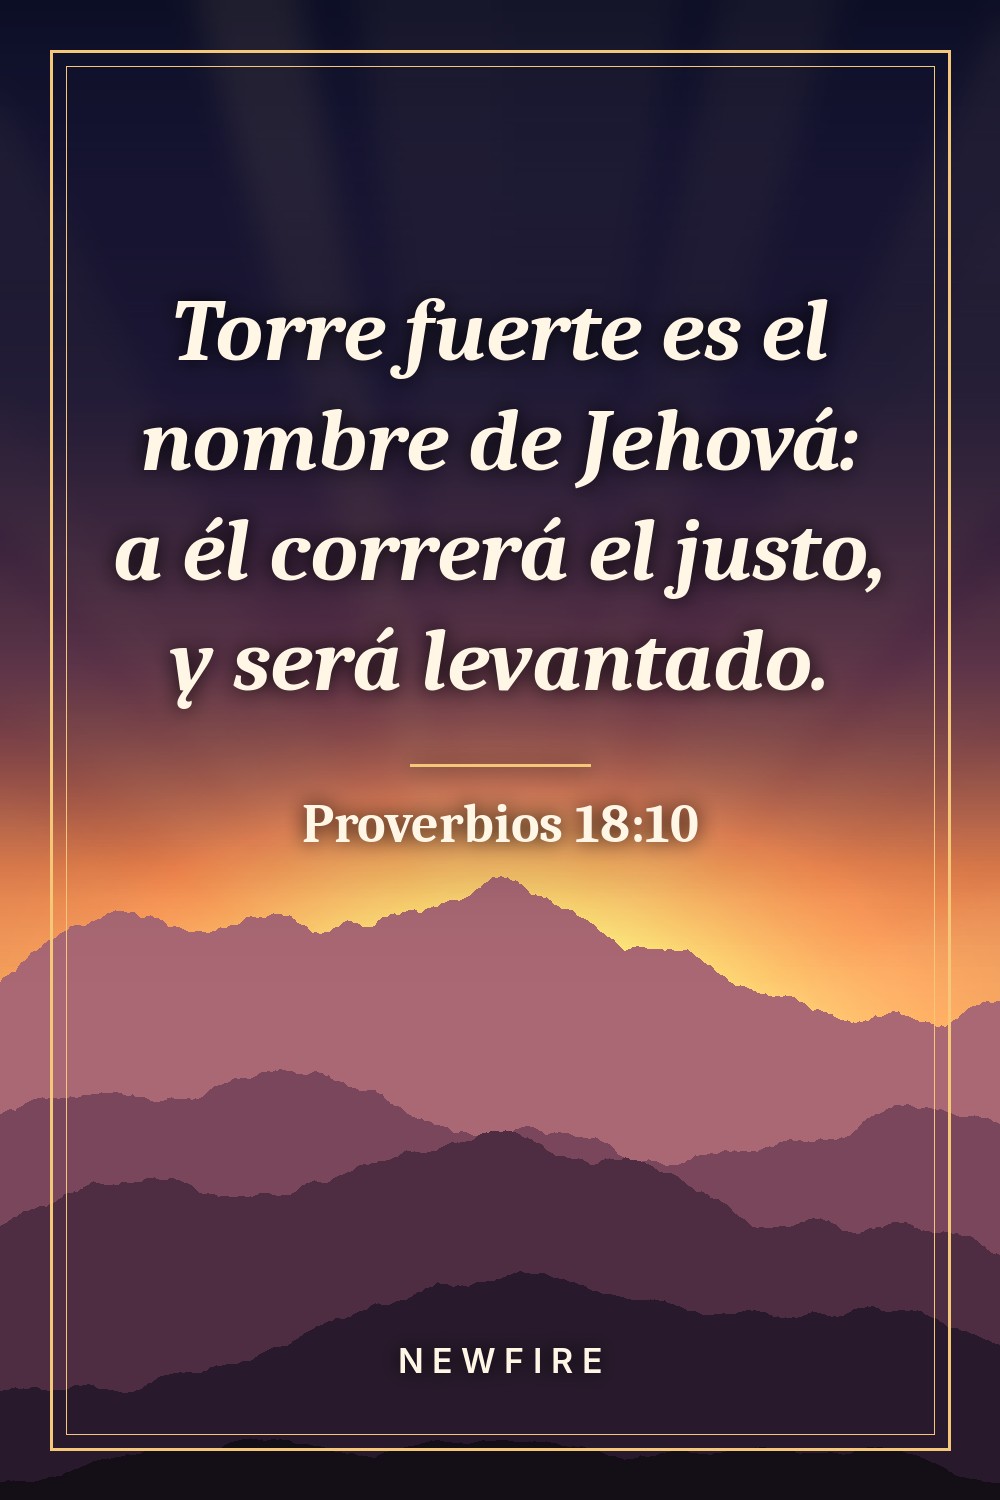 Torre fuerte es el
nombre de Jehová:
a él correrá el justo,
y será levantado.
Proverbios 18:10
NEWFIRE